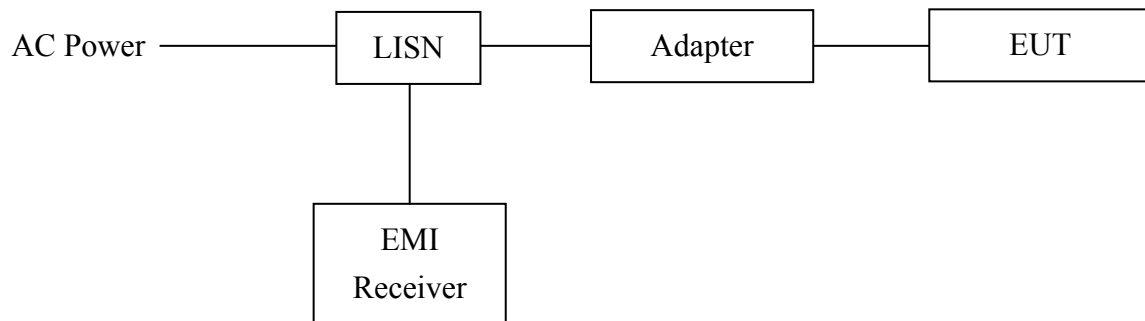 AC Power
LISN
Adapter
EUT
EMI
Receiver